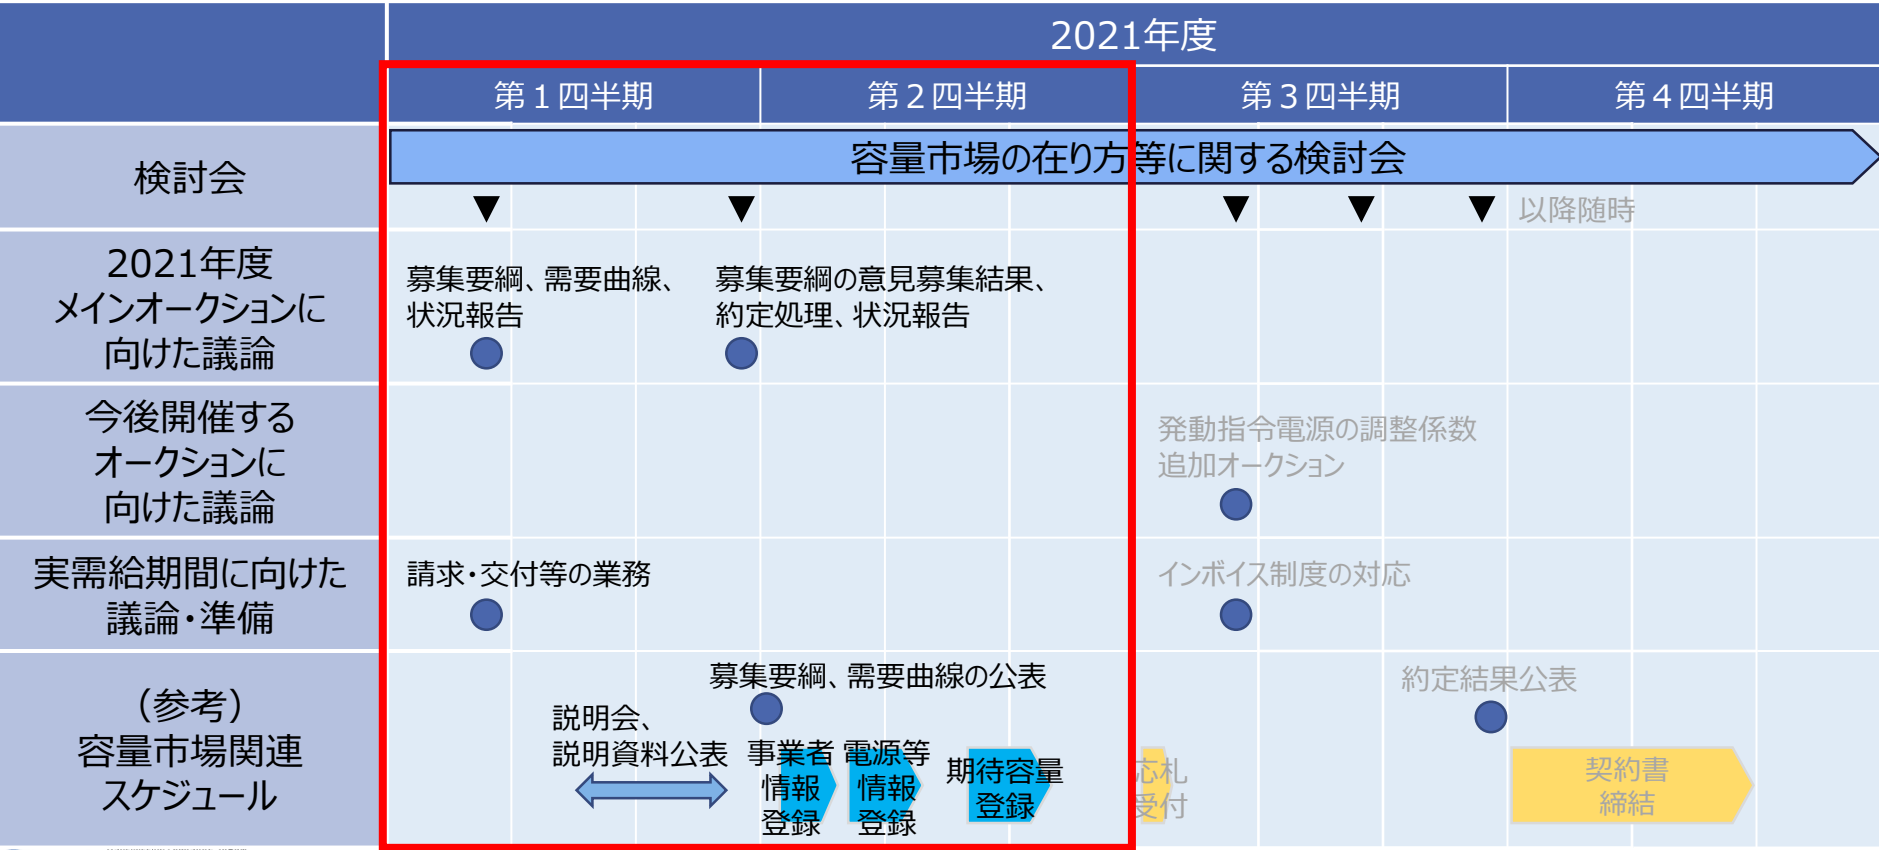 2021年度
第１四半期
第２四半期
第３四半期
第４四半期
検討会
容量市場の在り方等に関する検討会
以降随時
2021年度
メインオークションに
向けた議論
募集要綱、需要曲線、
状況報告
募集要綱の意見募集結果、
約定処理、状況報告
今後開催する
オークションに
向けた議論
発動指令電源の調整係数
追加オークション
実需給期間に向けた
議論・準備
請求・交付等の業務
インボイス制度の対応
（参考）
容量市場関連
スケジュール
募集要綱、需要曲線の公表
説明会、
説明資料公表
事業者
情報
登録
電源等
情報
登録
期待容量
登録
応札
受付
約定結果公表
契約書
締結